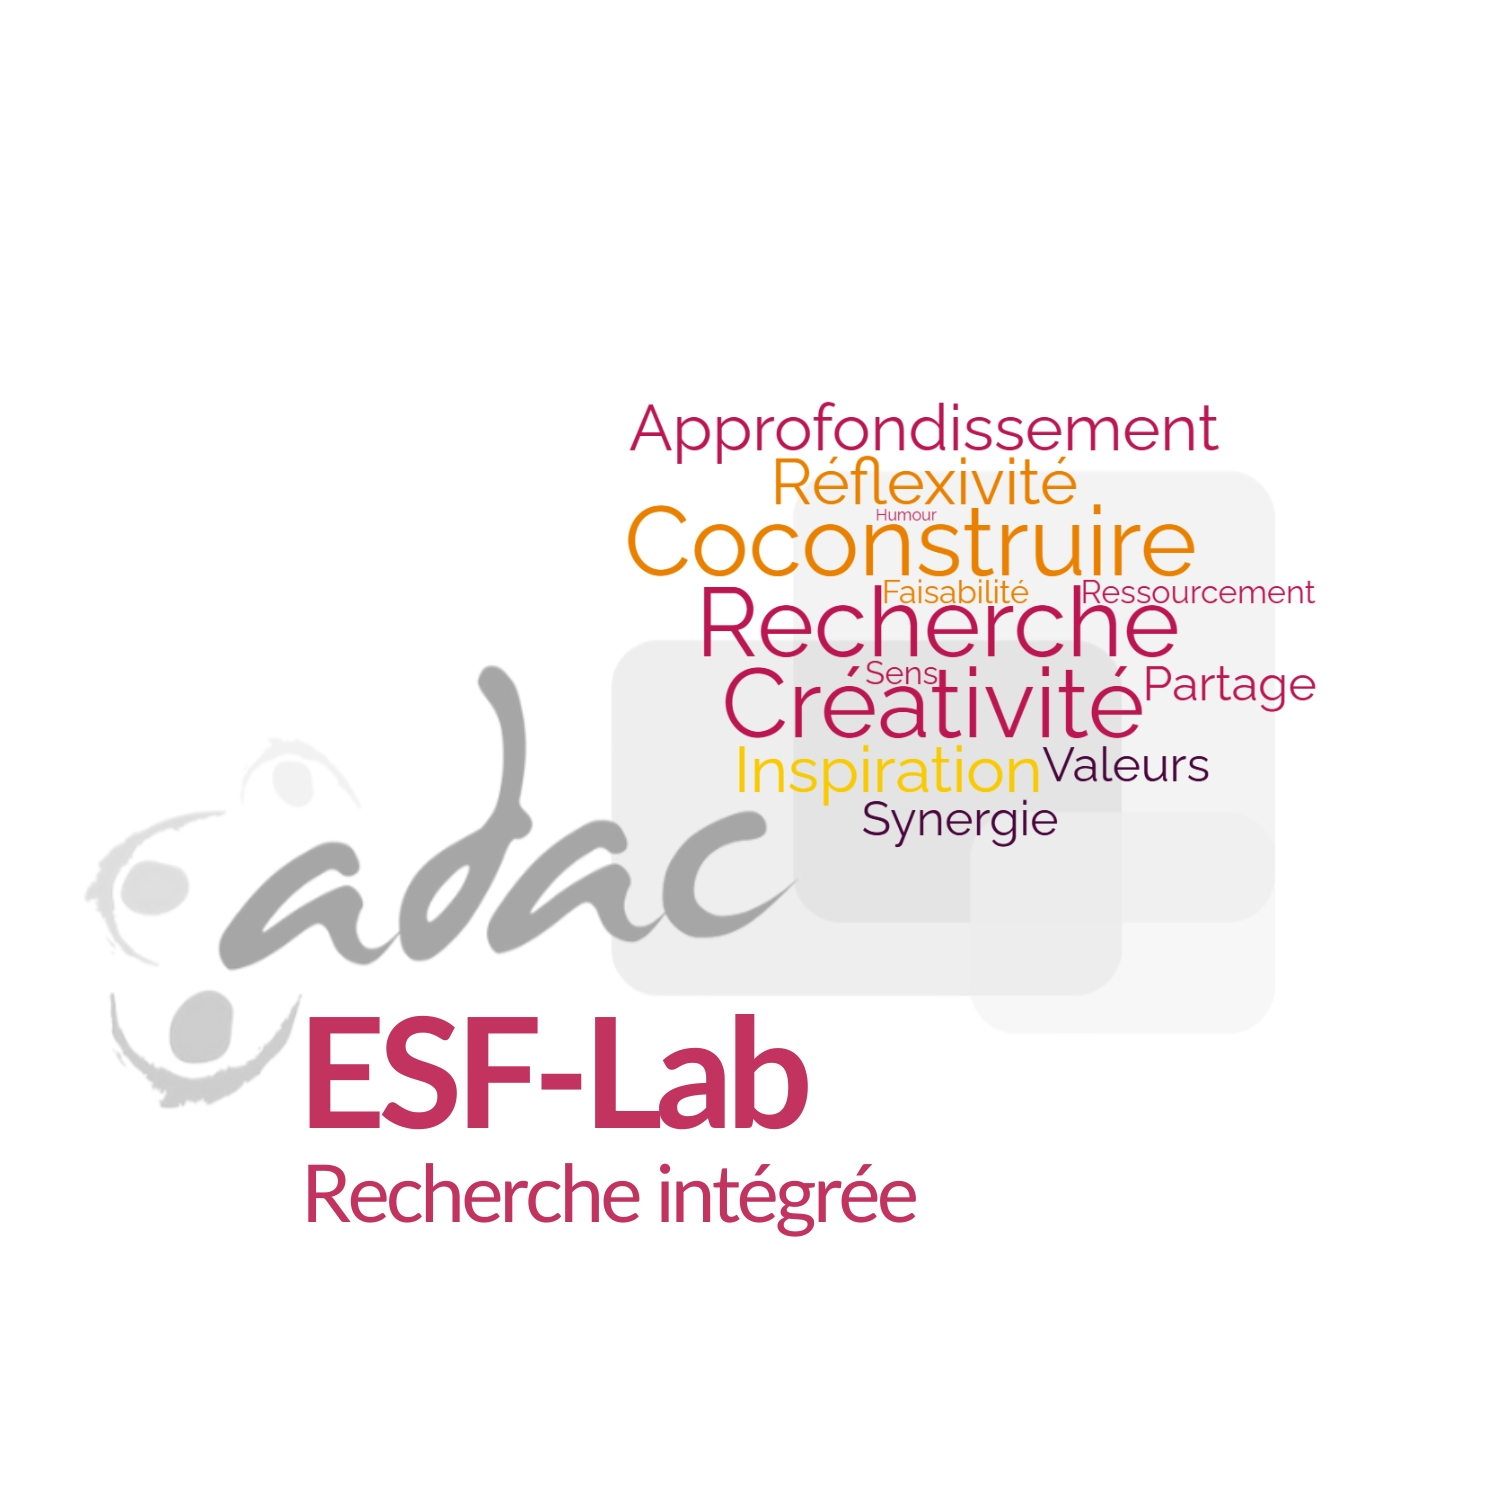 Approfondissement
Réflexivité
Humour
Coconstruire
Faisabilité
Ressourcement
Recherche
Sens
Créativité
Partage
Inspiration
Valeurs
Synergie
adac
ESF-Lab
Recherche intégrée